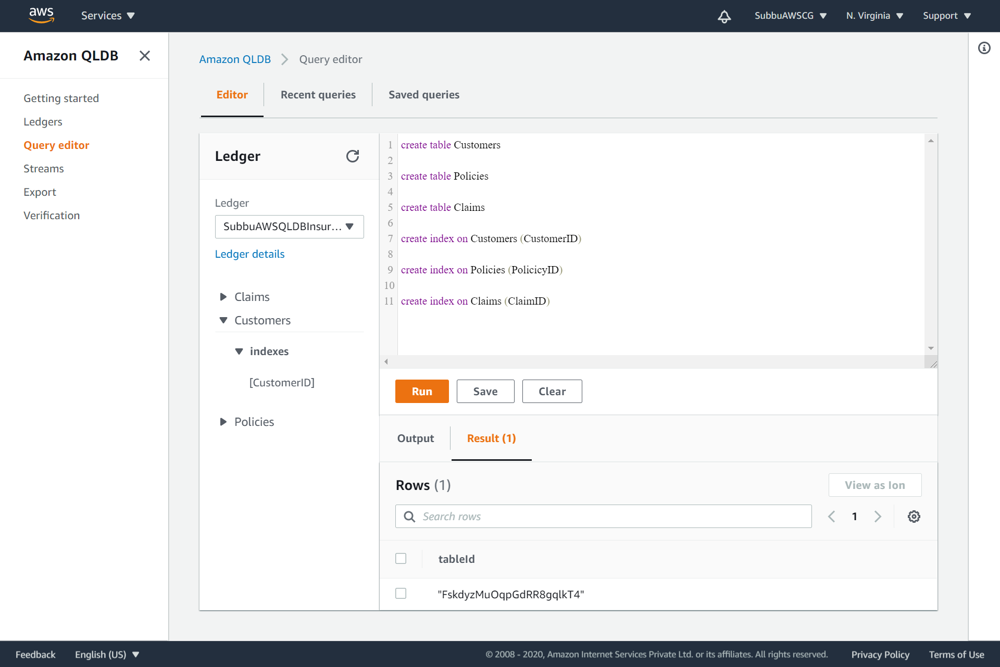 aws
Services
SubbuAWSCG
N. Virginia
Support
Amazon QLDB
Getting started
Ledgers
Query editor
Streams
Export
Verification
Amazon QLDB
Query editor
Editor
Recent queries
Saved queries
Ledger
Ledger
SubbuAWSQLDBInsur...
Ledger details
Claims
Customers
indexes
[CustomerID]
Policies
1 create table Customers
2
3 create table Policies
4
5 create table Claims
6
7 create index on Customers (CustomerID)
8
9 create index on Policies (PolicicyID)
10
11 create index on Claims (ClaimID)
Run
Save
Clear
Output
Result (1)
Rows (1)
View as Ion
Search rows
1
tableId
"FskdyzMuOqpGdRR8gqlkT4"
Feedback
English (US)
© 2008 - 2020, Amazon Internet Services Private Ltd. or its affiliates. All rights reserved.
Privacy Policy
Terms of Use